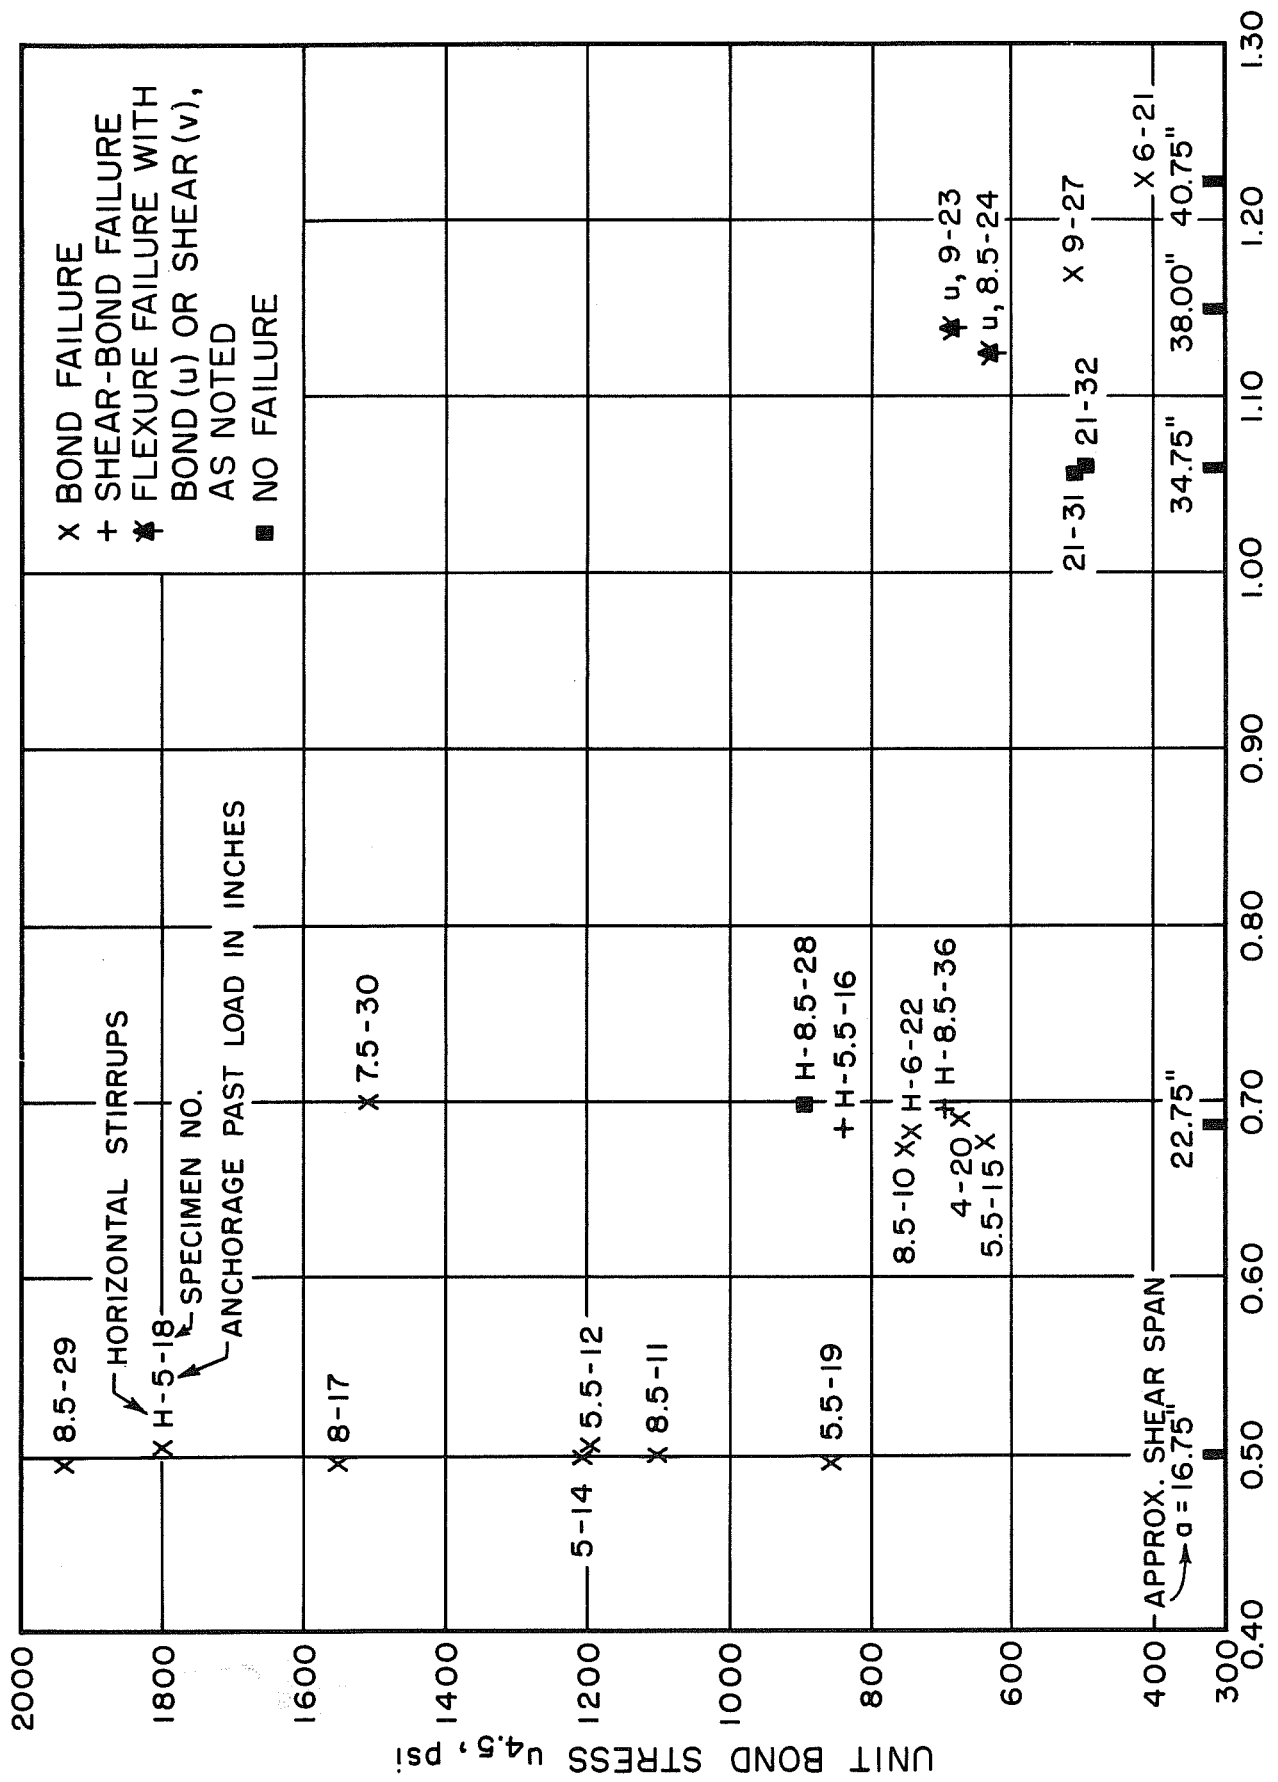 2000
1800
1600
1400
1200
1000
800
600
400
300
UNIT BOND STRESS u4.5, psi
0.40
0.50
0.60
0.70
0.80
0.90
1.00
1.10
1.20
1.30
X BOND FAILURE
+ SHEAR-BOND FAILURE
FLEXURE FAILURE WITH
BOND (u) OR SHEAR (v),
AS NOTED
■ NO FAILURE
HORIZONTAL STIRRUPS
SPECIMEN NO.
ANCHORAGE PAST LOAD IN INCHES
X 8.5-29
X H-5-18
X 8-17
X 7.5-30
5-14 X
X 5.5-12
X 8.5-11
X 5.5-19
■ H-8.5-28
+ H-5.5-16
8.5-10 X
X H-6-22
+ H-8.5-36
4-20 X
5.5-15 X
u, 9-23
u, 8.5-24
21-31 ■
■ 21-32
X 9-27
X 6-21
APPROX. SHEAR SPAN
a = 16.75"
22.75"
34.75"
38.00"
40.75"